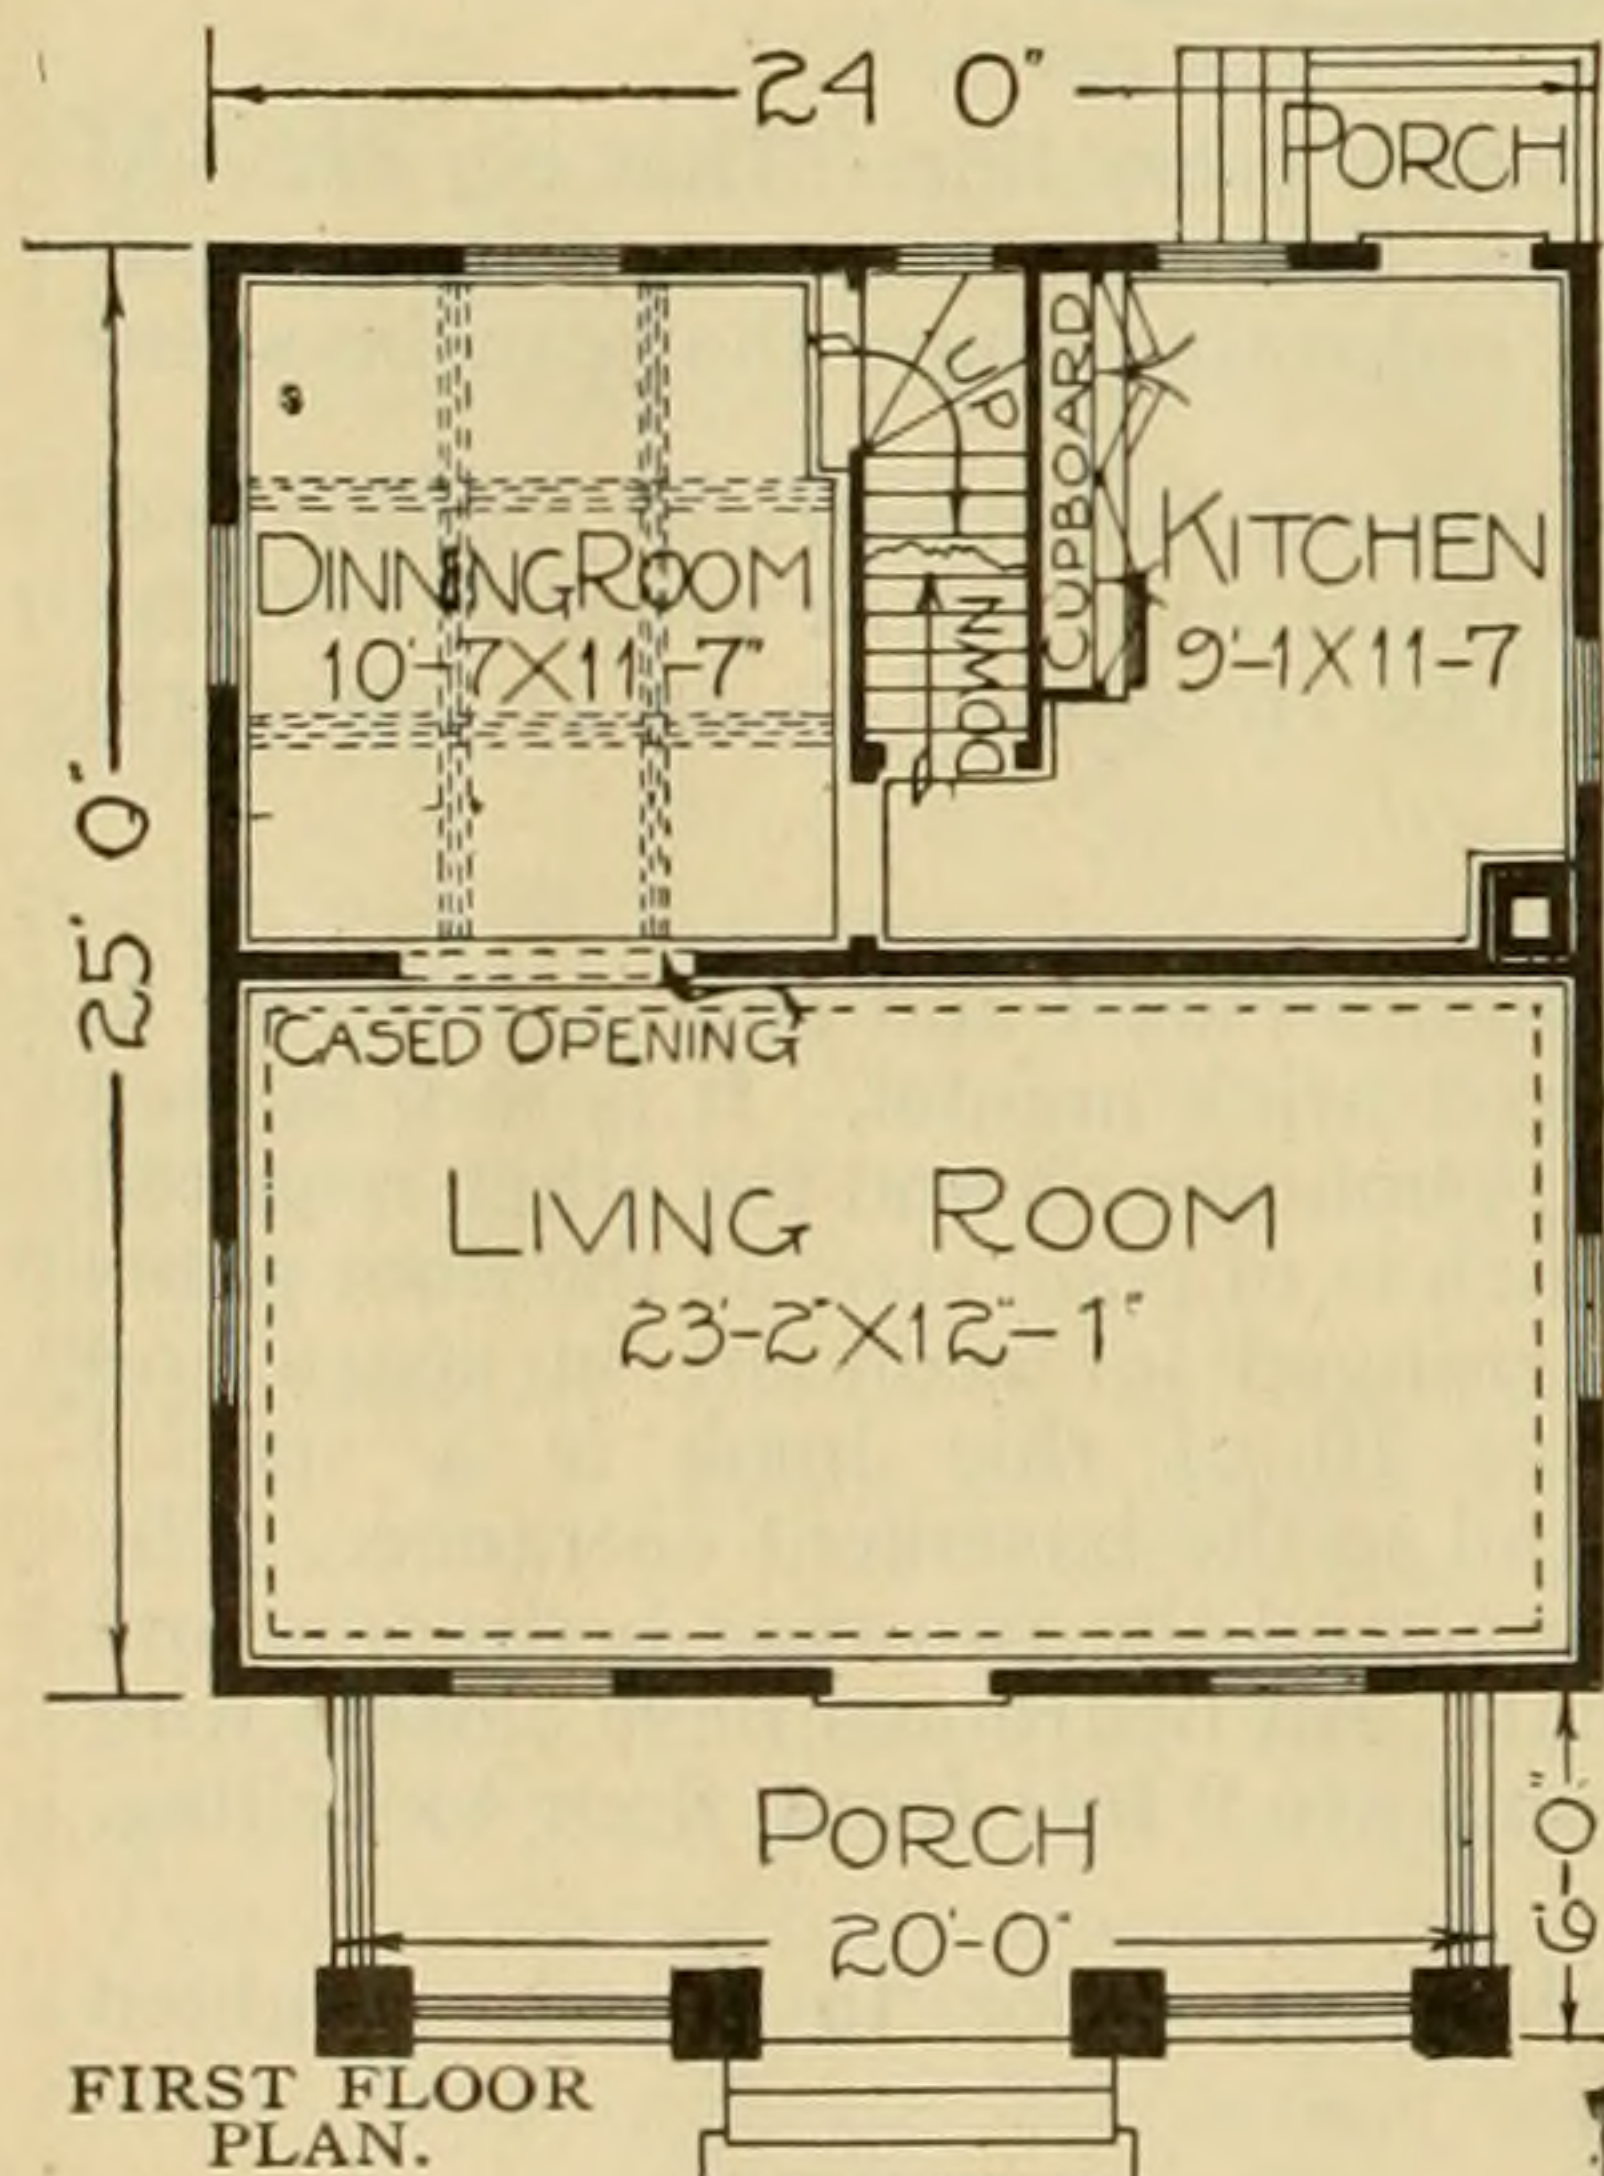 24 0"
PORCH
UP
CUPBOARD
DINNINGROOM
10'-7X11'-7"
KITCHEN
9'-1X11-7
DOWN
25' 0"
CASED OPENING
LIVING ROOM
23'-2"X12"-1"
PORCH
20'-0"
6'-0"
FIRST FLOOR
PLAN.